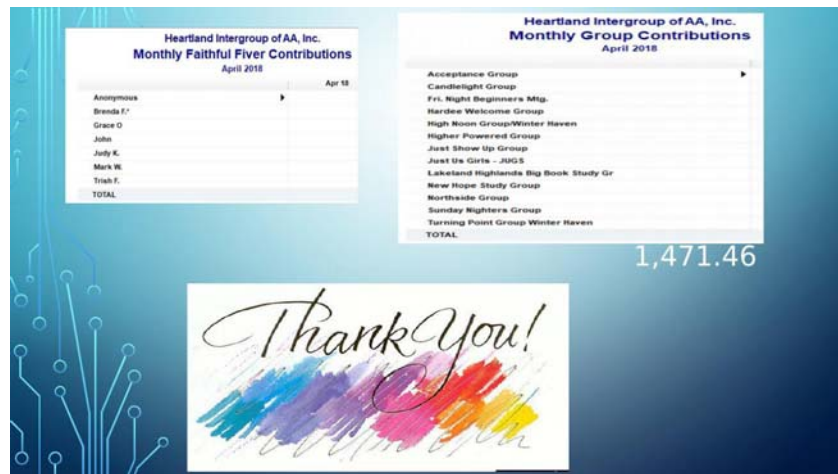 Heartland Intergroup of AA, Inc.
Monthly Faithful Fiver Contributions
April 2018
Apr 18
Anonymous
Brenda F.*
Grace O
John
Judy K.
Mark W.
Trish F.
TOTAL
Heartland Intergroup of AA, Inc.
Monthly Group Contributions
April 2018
Acceptance Group
Candlelight Group
Fri. Night Beginners Mtg.
Hardee Welcome Group
High Noon Group/Winter Haven
Higher Powered Group
Just Show Up Group
Just Us Girls - JUGS
Lakeland Highlands Big Book Study Gr
New Hope Study Group
Northside Group
Sunday Nighters Group
Turning Point Group Winter Haven
TOTAL
1,471.46
Thank You!